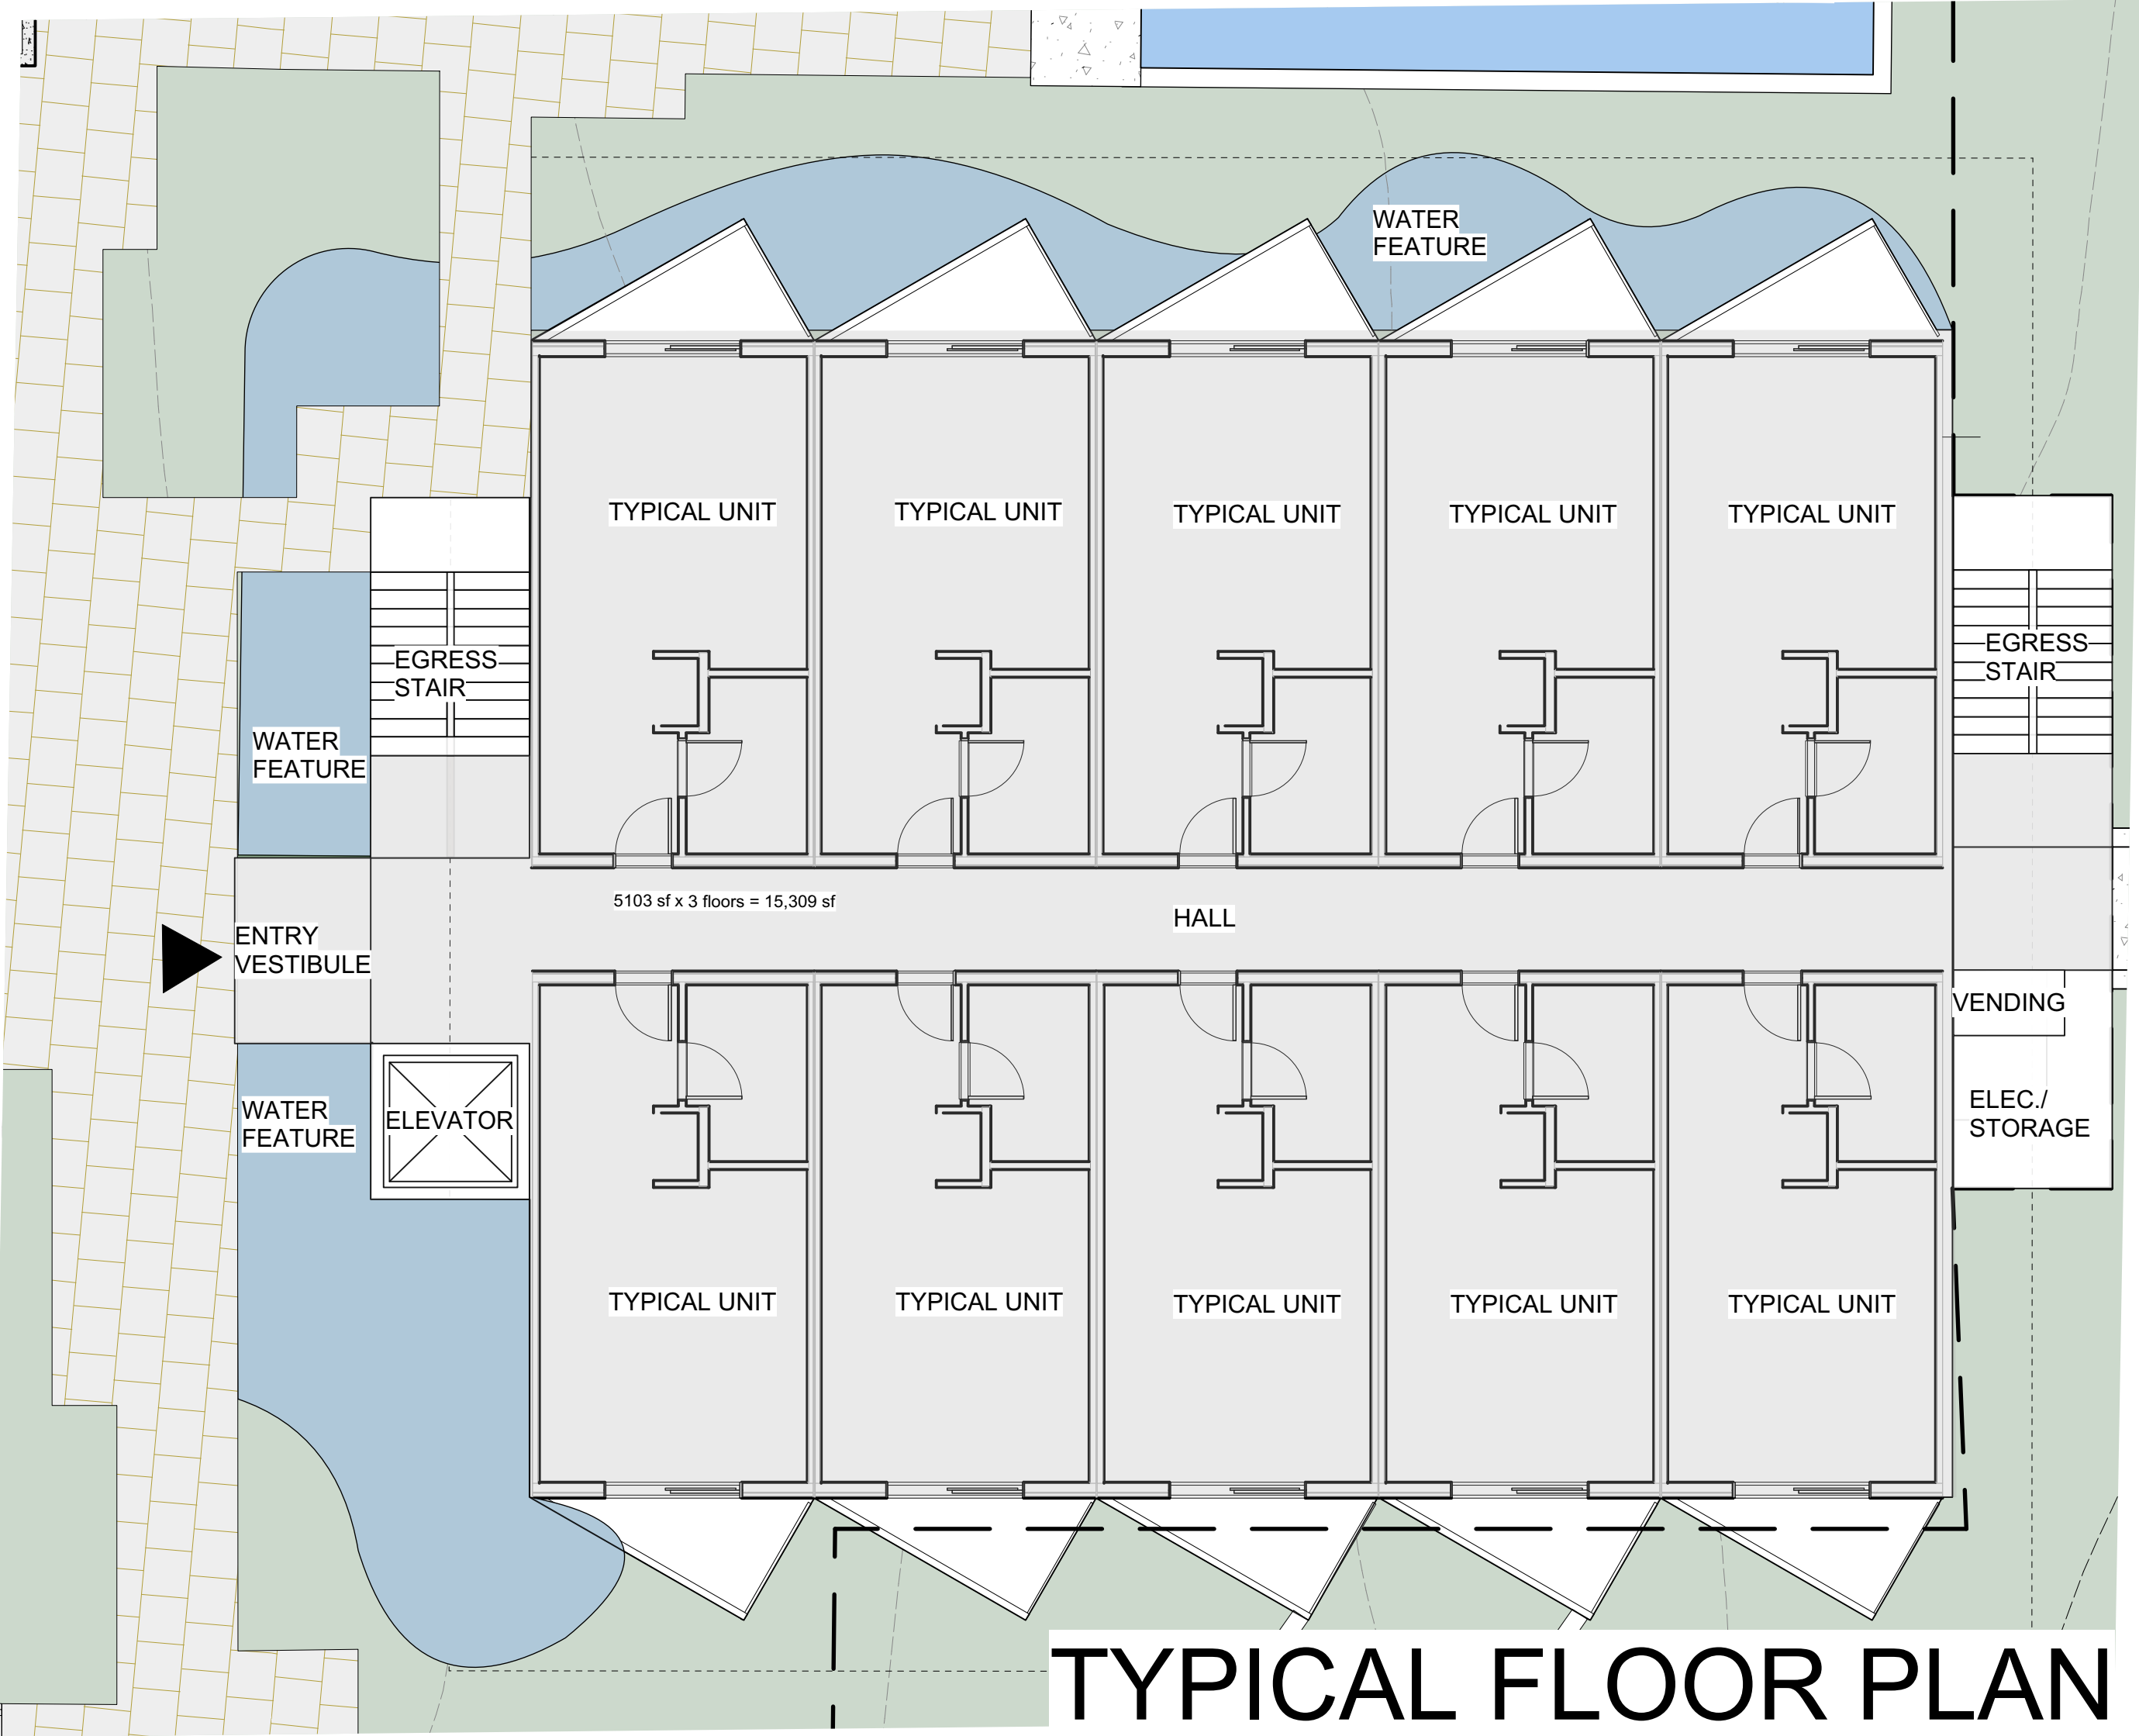 WATER
FEATURE
TYPICAL UNIT
TYPICAL UNIT
TYPICAL UNIT
TYPICAL UNIT
TYPICAL UNIT
EGRESS
STAIR
EGRESS
STAIR
WATER
FEATURE
5103 sf x 3 floors = 15,309 sf
HALL
ENTRY
VESTIBULE
VENDING
WATER
FEATURE
ELEVATOR
ELEC./
STORAGE
TYPICAL UNIT
TYPICAL UNIT
TYPICAL UNIT
TYPICAL UNIT
TYPICAL UNIT
TYPICAL FLOOR PLAN